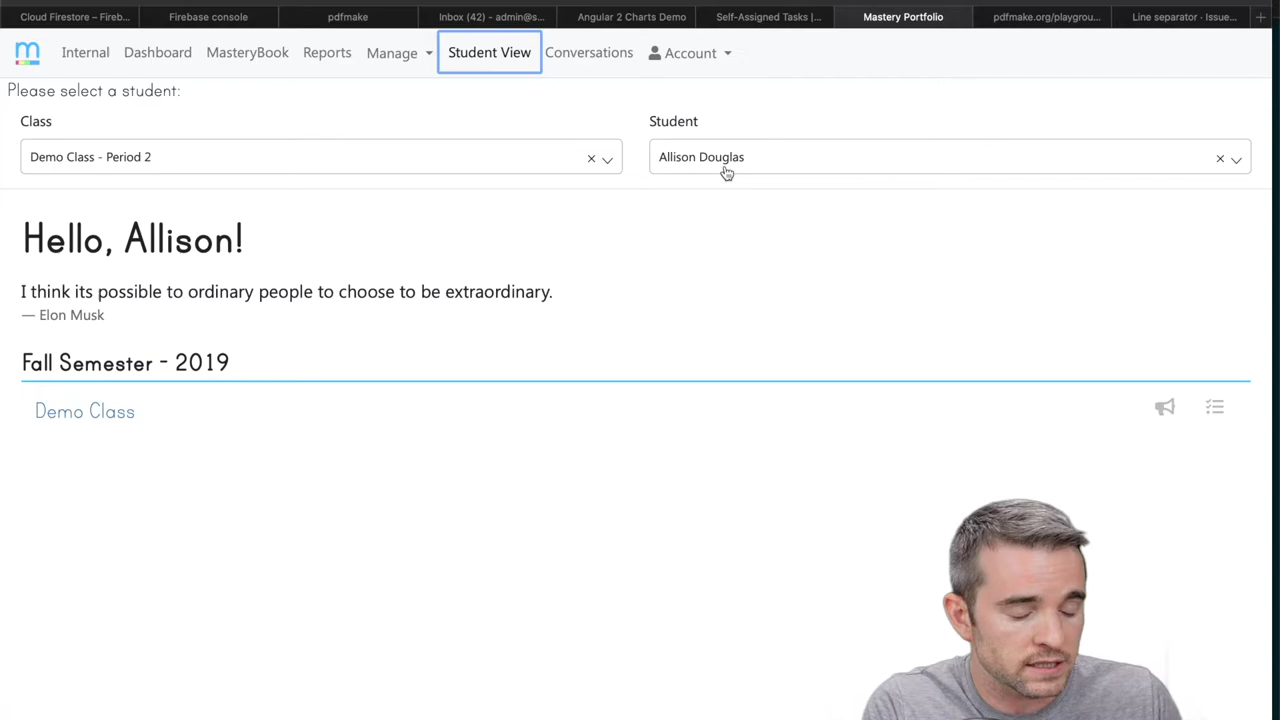 Cloud Firestore – Fireb...
Firebase console
pdfmake
Inbox (42) - admin@s...
Angular 2 Charts Demo
Self-Assigned Tasks |...
Mastery Portfolio
pdfmake.org/playgrou...
Line separator · Issue...
m Internal Dashboard MasteryBook Reports Manage Student View Conversations Account
Please select a student:
Class
Student
Demo Class - Period 2
Allison Douglas
Hello, Allison!
I think its possible to ordinary people to choose to be extraordinary.
— Elon Musk
Fall Semester - 2019
Demo Class